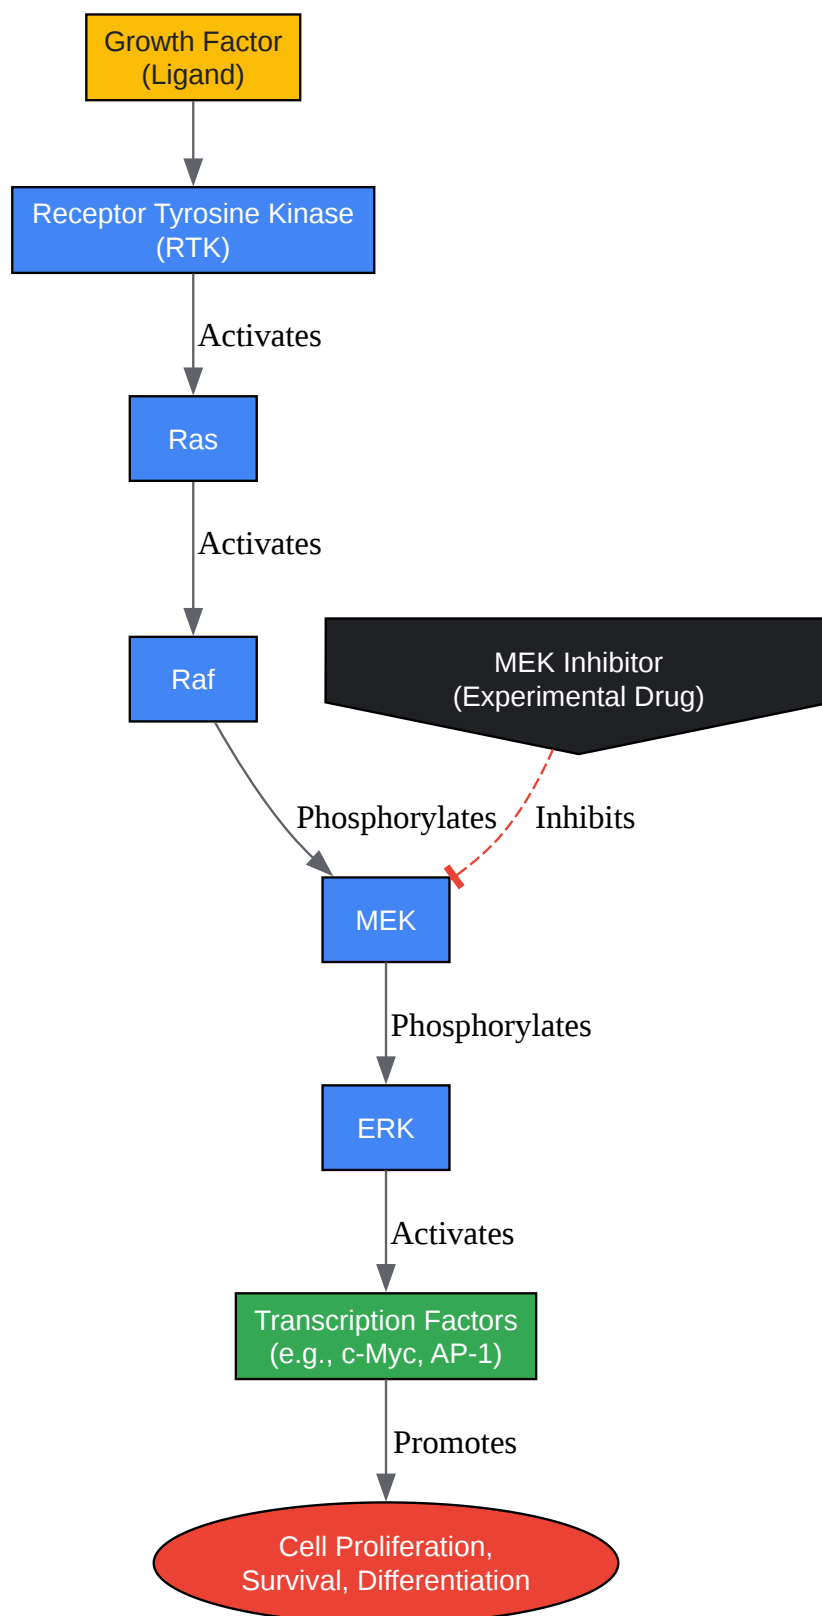 Growth Factor
(Ligand)
Receptor Tyrosine Kinase
(RTK)
Activates
Ras
Activates
Raf
MEK Inhibitor
(Experimental Drug)
Phosphorylates
Inhibits
MEK
Phosphorylates
ERK
Activates
Transcription Factors
(e.g., c-Myc, AP-1)
Promotes
Cell Proliferation,
Survival, Differentiation